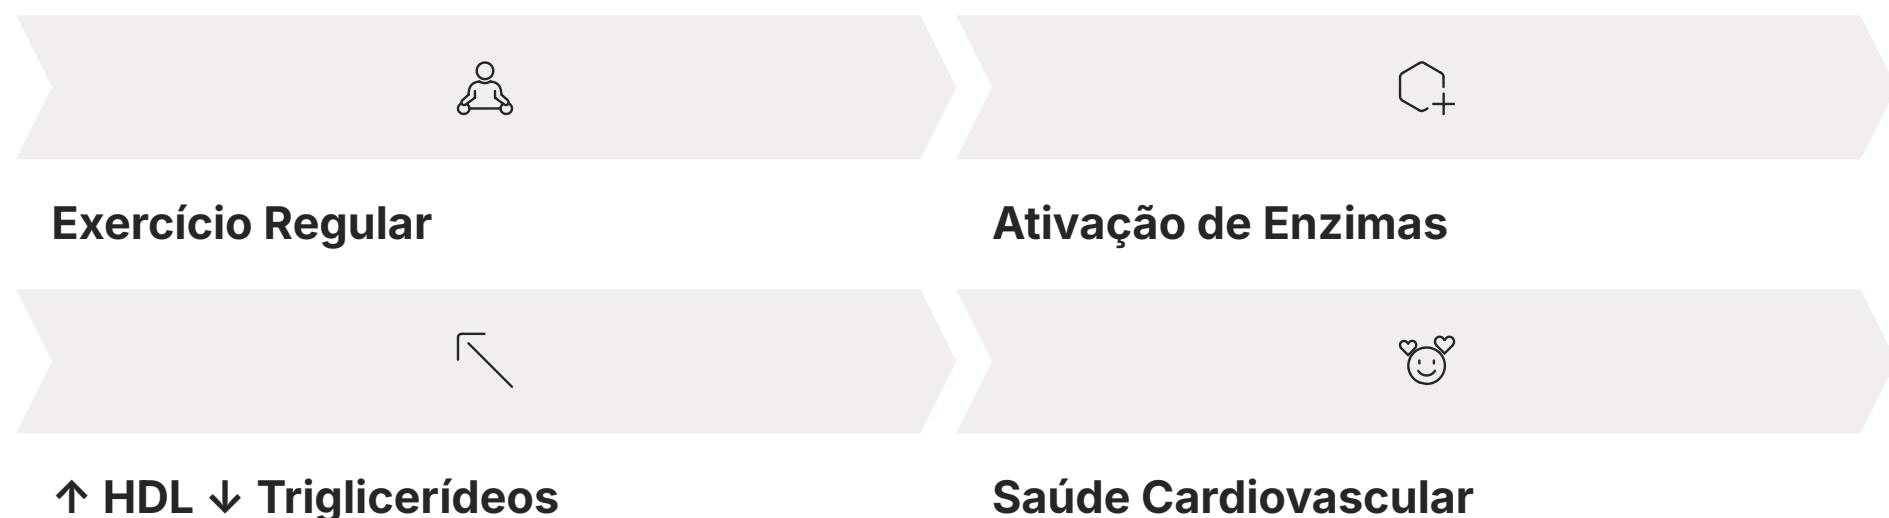 Exercício Regular
Ativação de Enzimas
↑ HDL ↓ Triglicerídeos
Saúde Cardiovascular